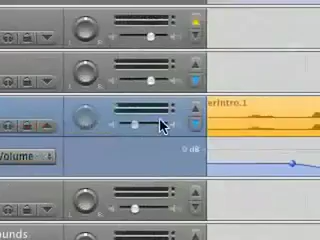 L R
L R
erIntro.1
L R
Volume
0 dB
L R
ounds